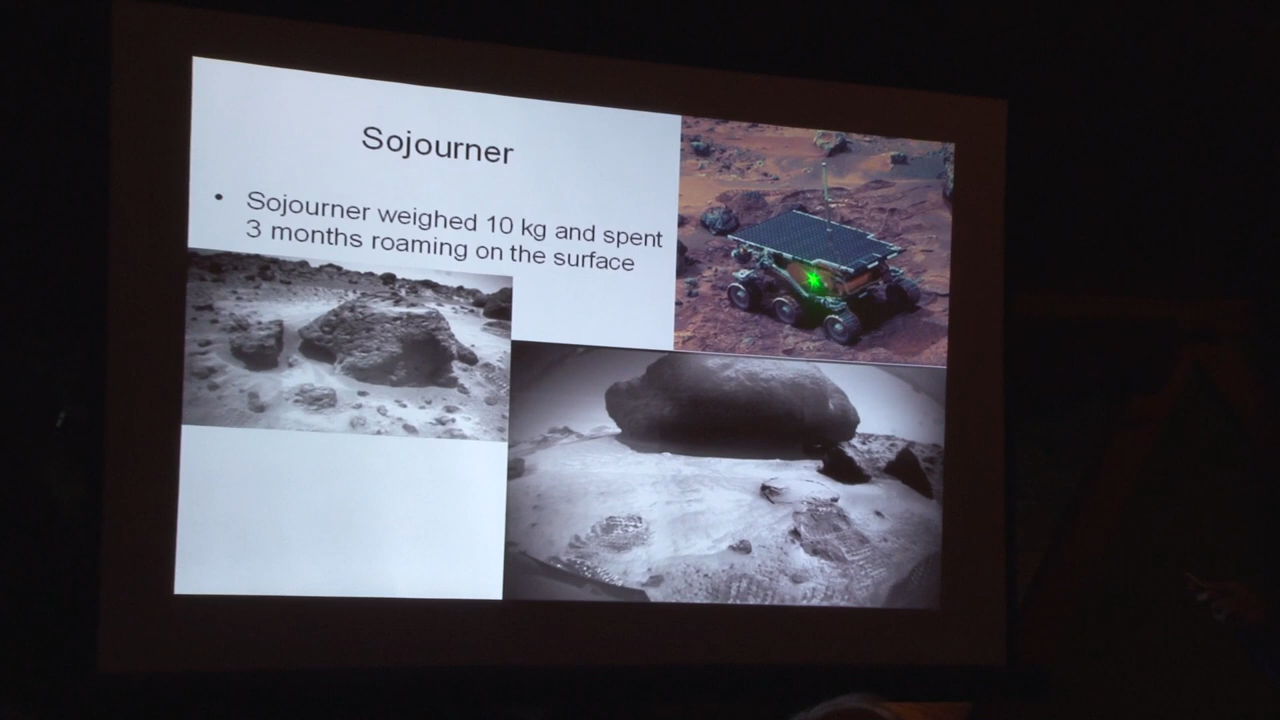 Sojourner
• Sojourner weighed 10 kg and spent
3 months roaming on the surface